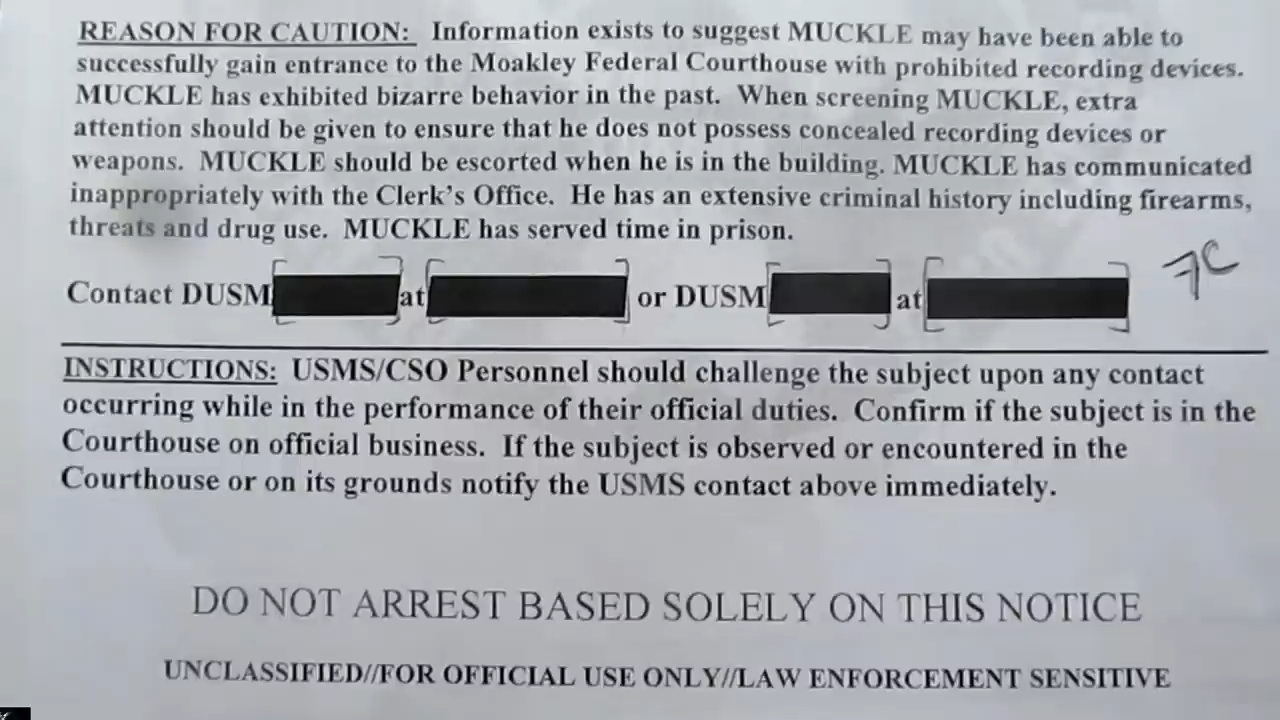 REASON FOR CAUTION: Information exists to suggest MUCKLE may have been able to
successfully gain entrance to the Moakley Federal Courthouse with prohibited recording devices.
MUCKLE has exhibited bizarre behavior in the past. When screening MUCKLE, extra
attention should be given to ensure that he does not possess concealed recording devices or
weapons. MUCKLE should be escorted when he is in the building. MUCKLE has communicated
inappropriately with the Clerk's Office. He has an extensive criminal history including firearms,
threats and drug use. MUCKLE has served time in prison.
Contact DUSM at or DUSM at 7C
INSTRUCTIONS: USMS/CSO Personnel should challenge the subject upon any contact
occurring while in the performance of their official duties. Confirm if the subject is in the
Courthouse on official business. If the subject is observed or encountered in the
Courthouse or on its grounds notify the USMS contact above immediately.
DO NOT ARREST BASED SOLELY ON THIS NOTICE
UNCLASSIFIED//FOR OFFICIAL USE ONLY//LAW ENFORCEMENT SENSITIVE